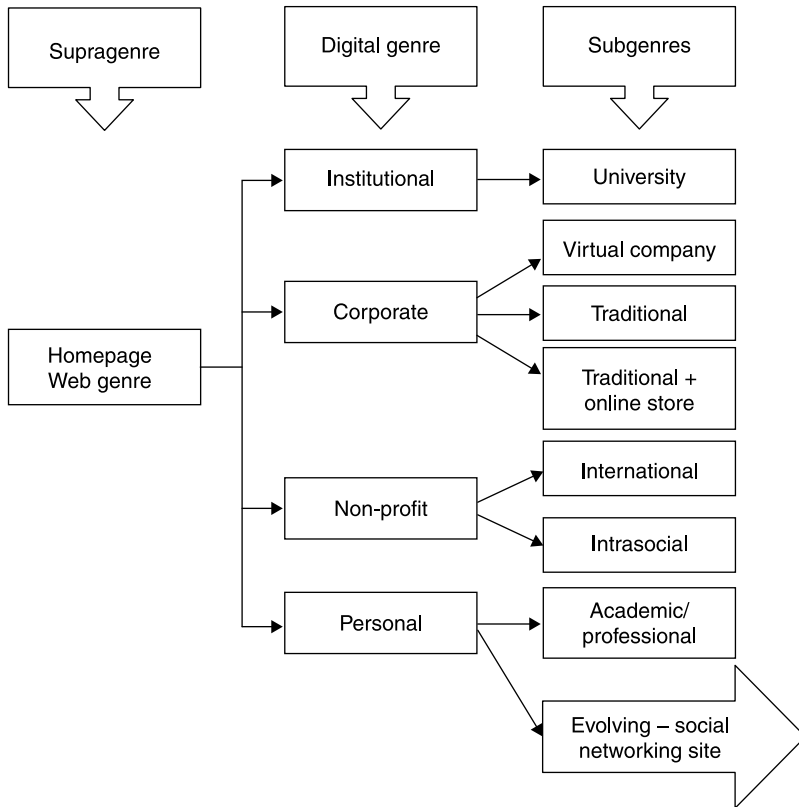 Supragenre
Digital genre
Subgenres
Homepage
Web genre
Institutional
University
Corporate
Virtual company
Traditional
Traditional +
online store
Non-profit
International
Intrasocial
Personal
Academic/
professional
Evolving – social
networking site